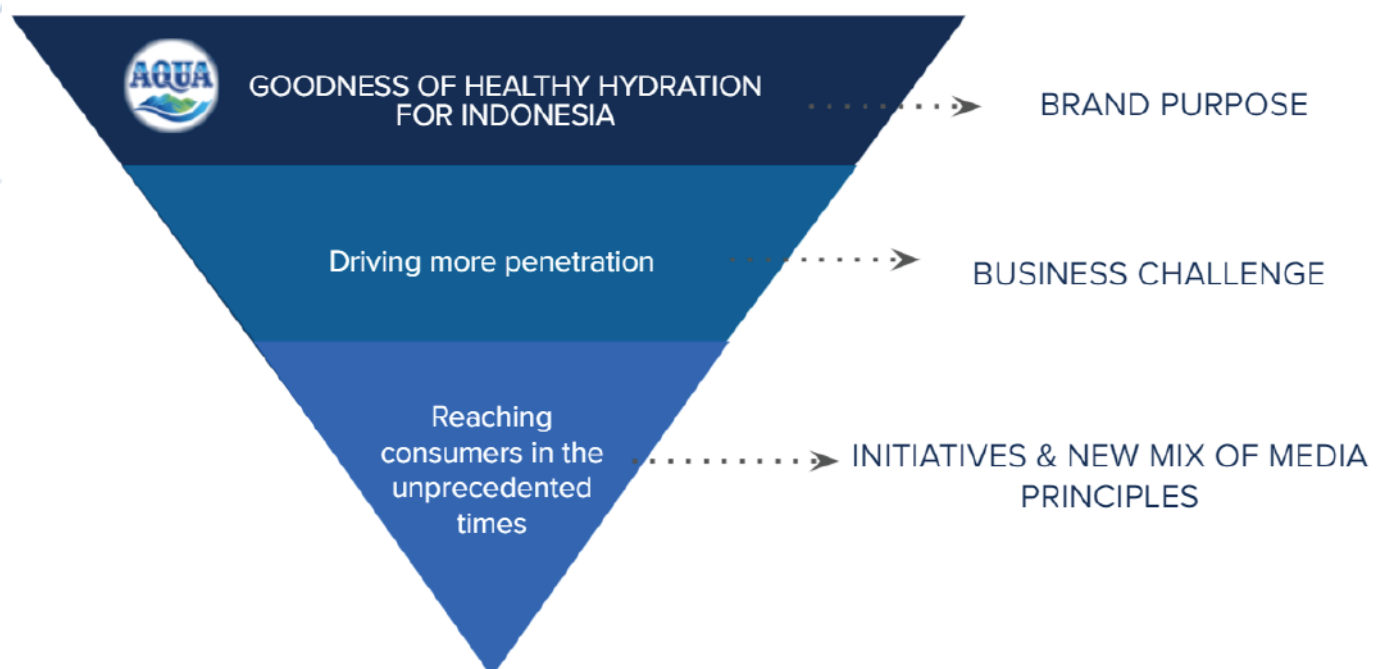 AQUA
GOODNESS OF HEALTHY HYDRATION
FOR INDONESIA
BRAND PURPOSE
Driving more penetration
BUSINESS CHALLENGE
Reaching
consumers in the
unprecedented
times
INITIATIVES & NEW MIX OF MEDIA
PRINCIPLES